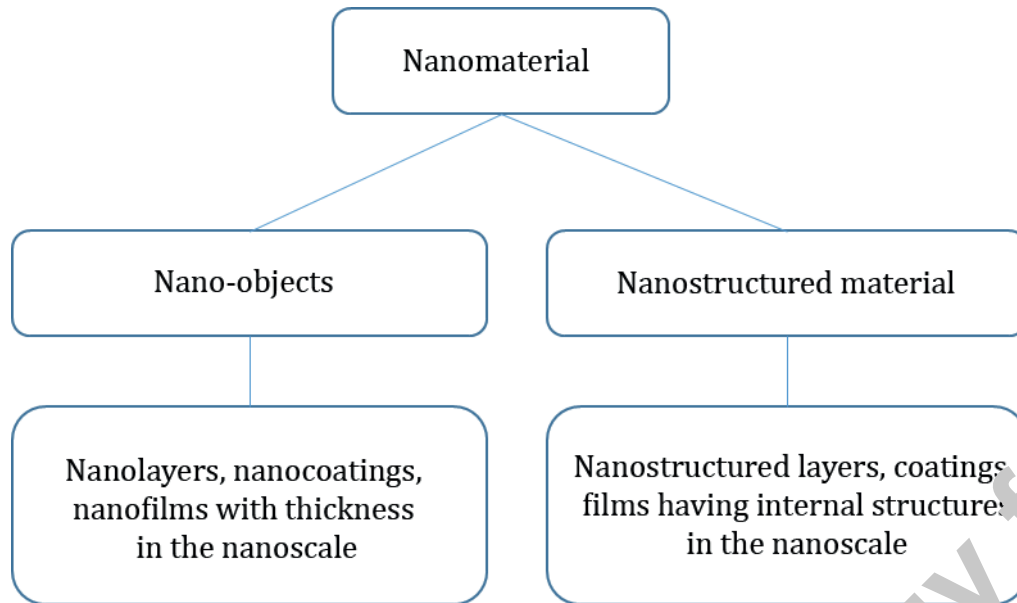 Nanomaterial
Nano-objects
Nanostructured material
Nanolayers, nanocoatings,
nanofilms with thickness
in the nanoscale
Nanostructured layers, coatings,
films having internal structures
in the nanoscale